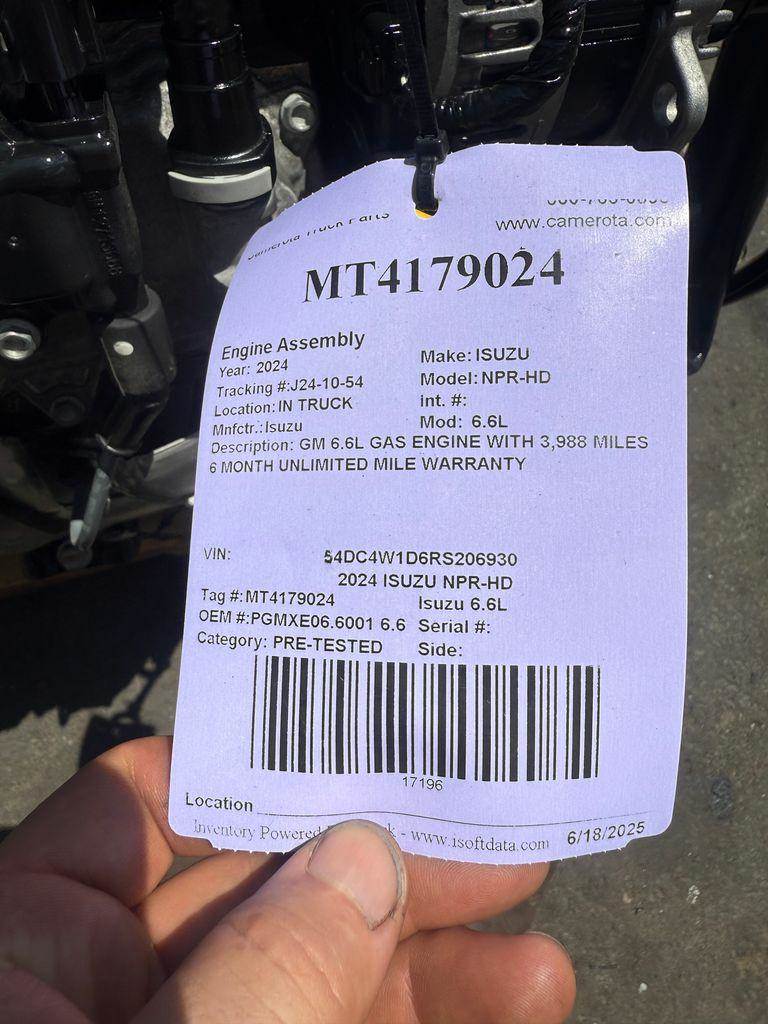 Camerota Truck Parts
www.camerota.com
MT4179024
Engine Assembly
Year: 2024 Make: ISUZU
Tracking #:J24-10-54 Model: NPR-HD
Location: IN TRUCK Int. #:
Mnfctr.: Isuzu Mod: 6.6L
Description: GM 6.6L GAS ENGINE WITH 3,988 MILES
6 MONTH UNLIMITED MILE WARRANTY
VIN: 54DC4W1D6RS206930
2024 ISUZU NPR-HD
Tag #:MT4179024 Isuzu 6.6L
OEM #:PGMXE06.6001 6.6 Serial #:
Category: PRE-TESTED Side:
17196
Location
Inventory Powered - www.isoftdata.com 6/18/2025